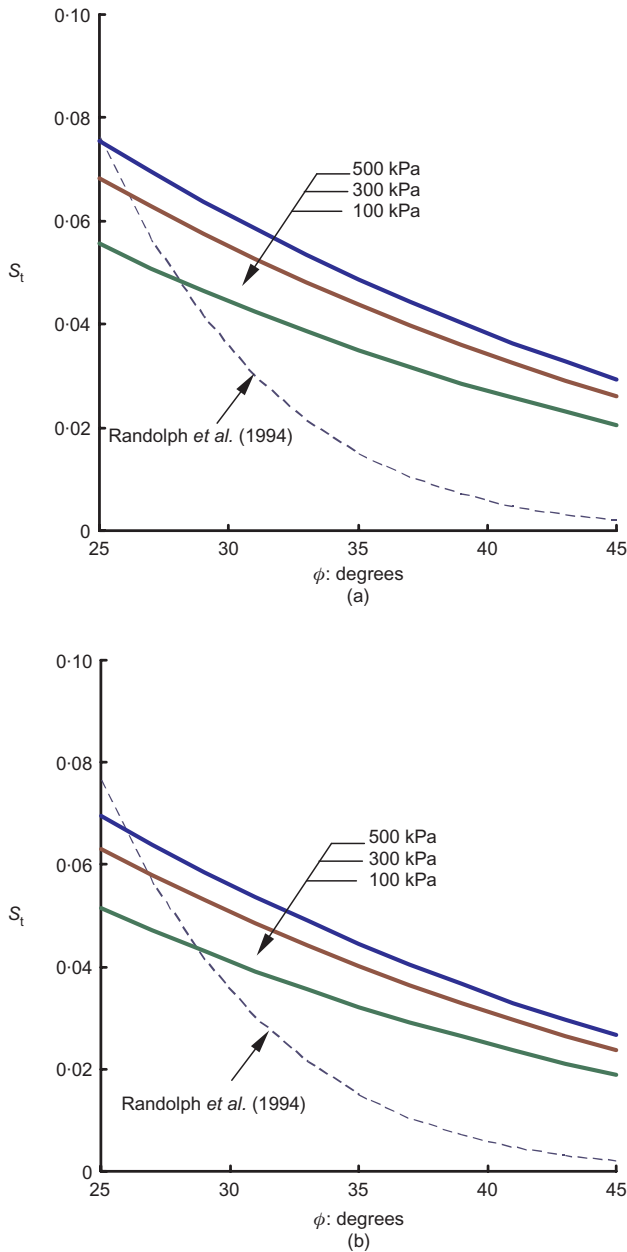 0·10
0·08
0·06
0·04
0·02
0
St
500 kPa
300 kPa
100 kPa
Randolph et al. (1994)
25
30
35
40
45
ϕ: degrees
(a)
0·10
0·08
0·06
0·04
0·02
0
St
500 kPa
300 kPa
100 kPa
Randolph et al. (1994)
25
30
35
40
45
ϕ: degrees
(b)